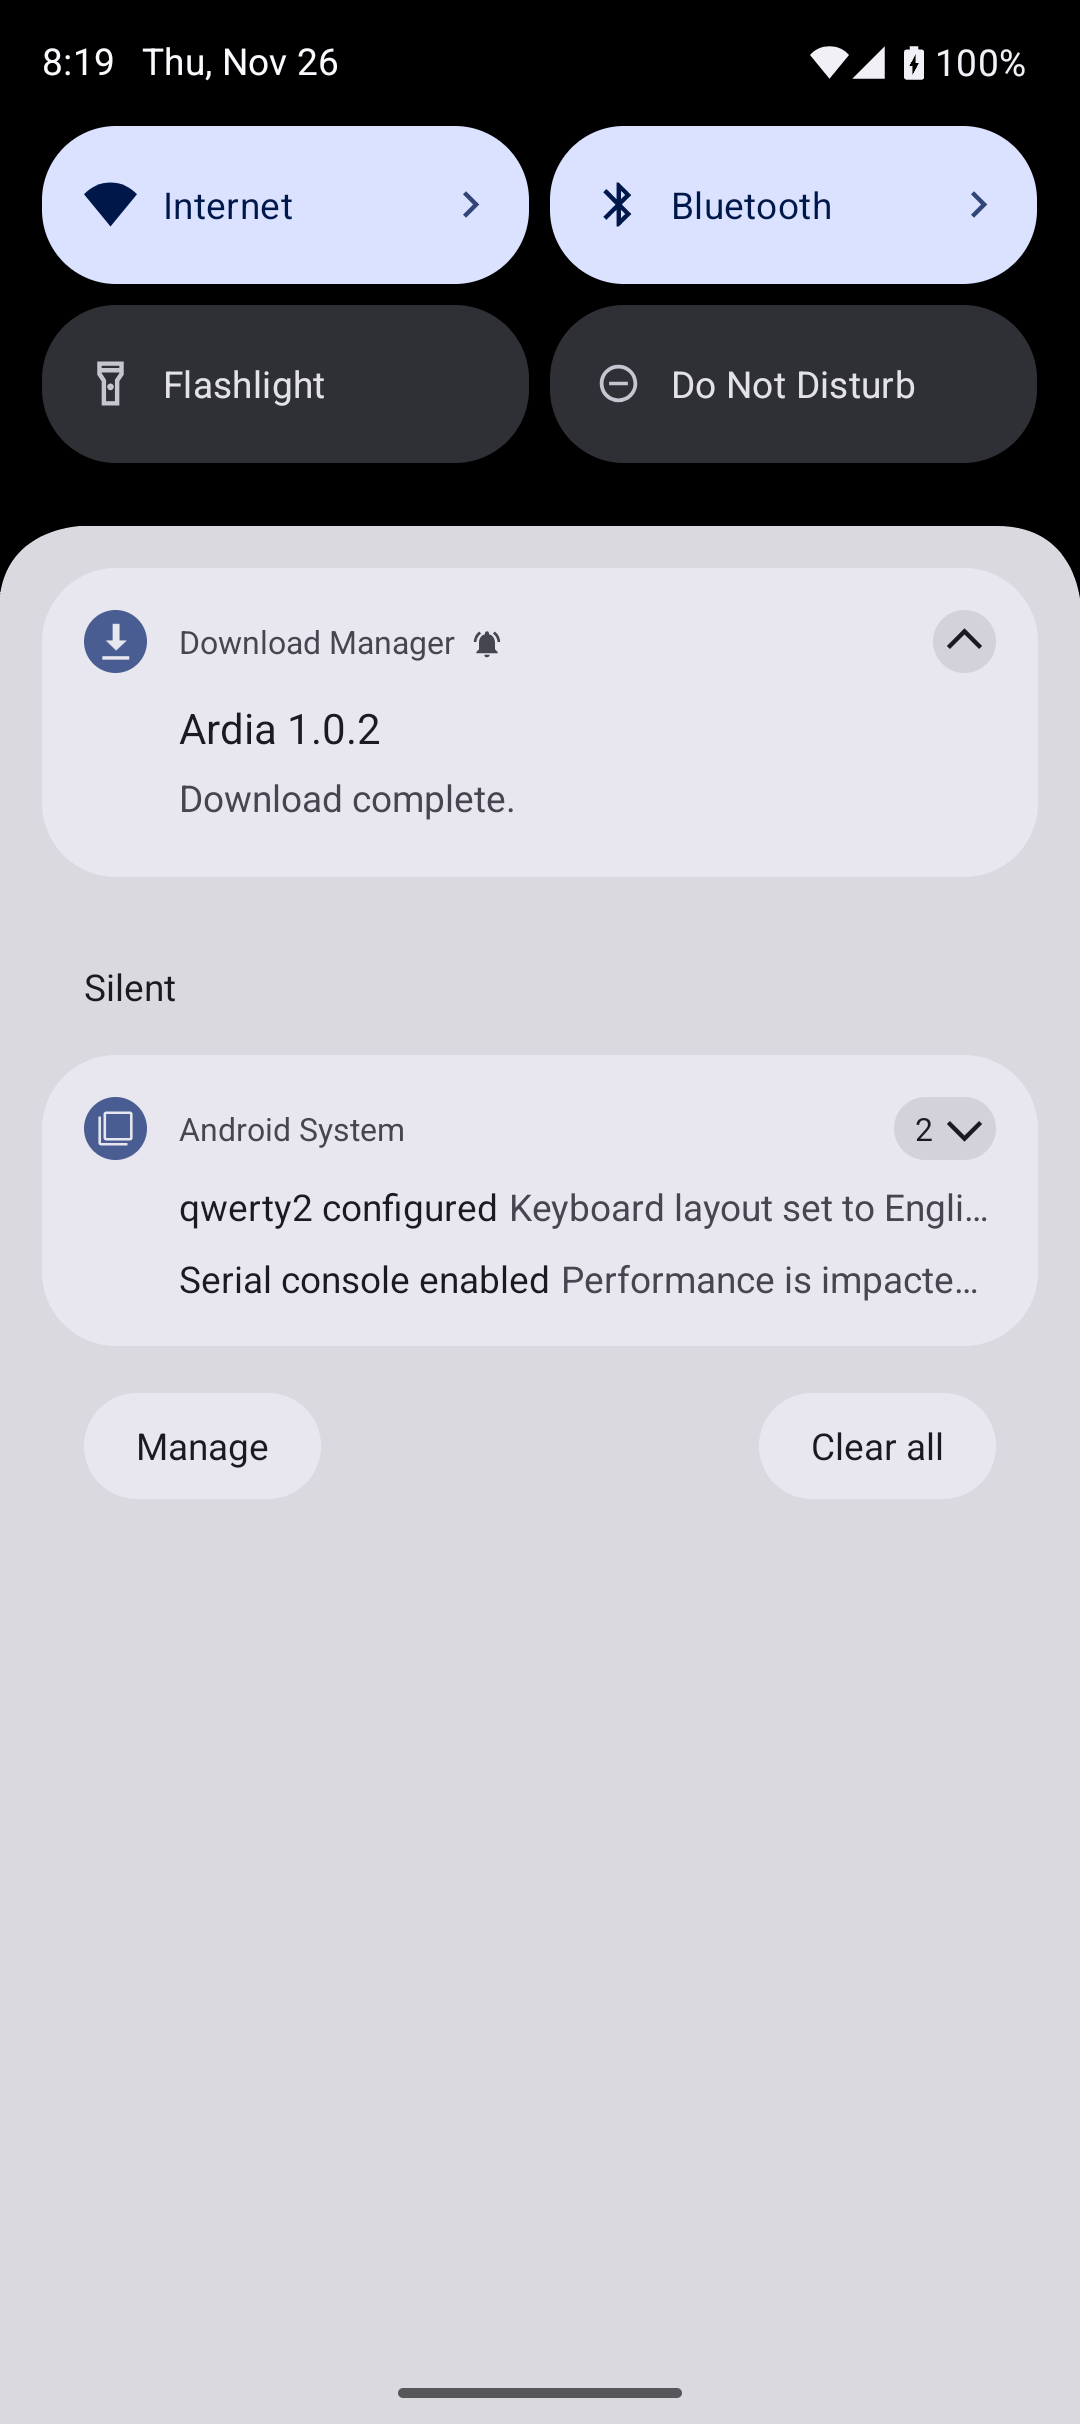 8:19 Thu, Nov 26 100%
Internet
Bluetooth
Flashlight
Do Not Disturb
Download Manager
Ardia 1.0.2
Download complete.
Silent
Android System 2
qwerty2 configured Keyboard layout set to Engli…
Serial console enabled Performance is impacte…
Manage
Clear all